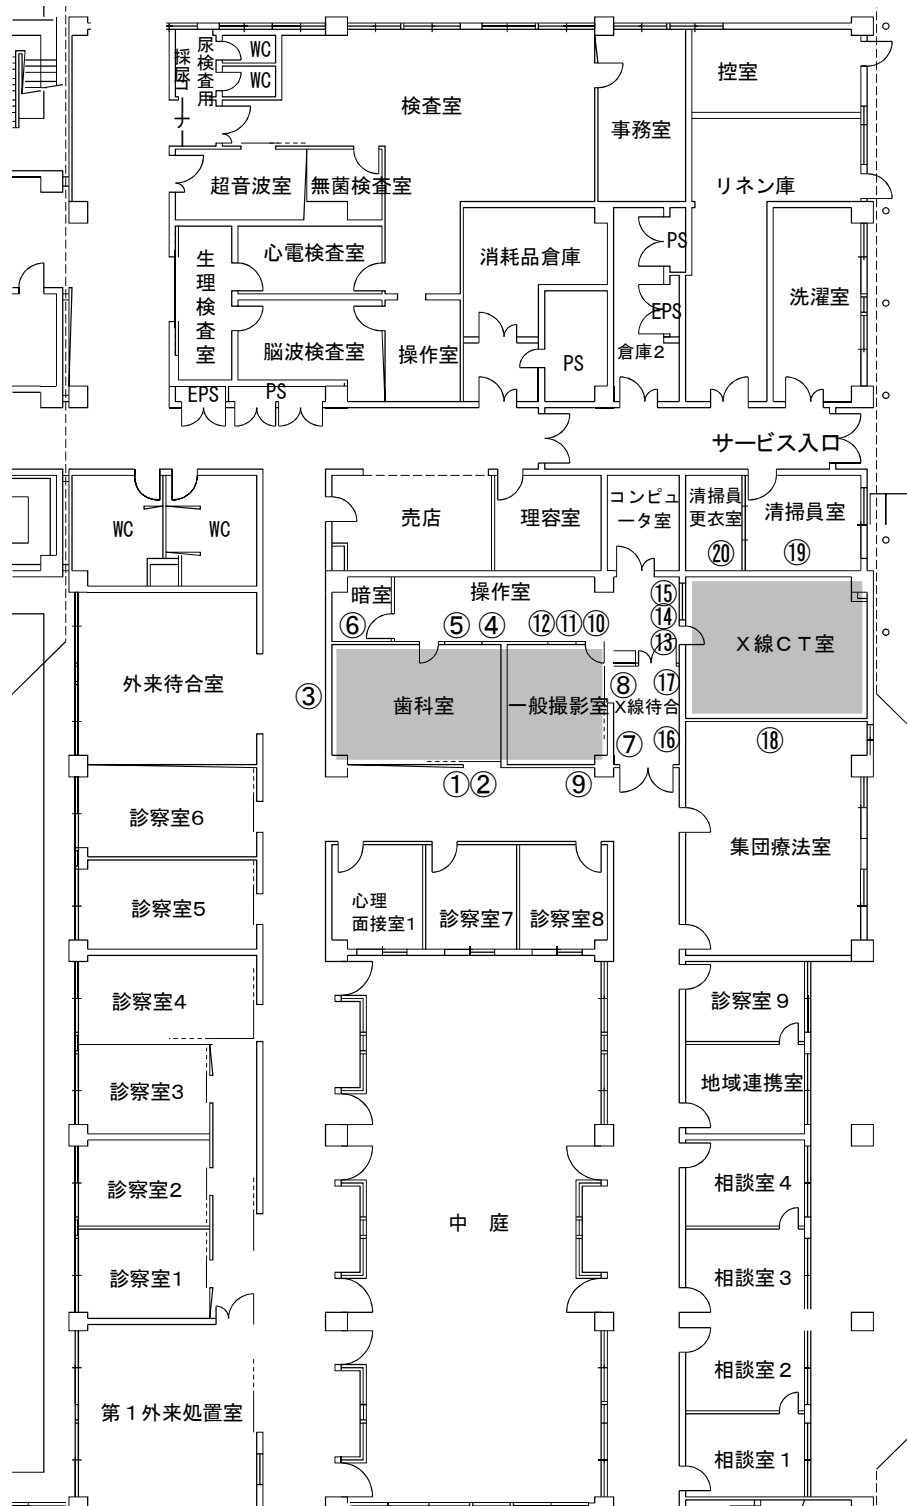 採尿コーナー
尿検査用
WC
WC
検査室
事務室
控室
超音波室
無菌検査室
リネン庫
生理検査室
心電検査室
消耗品倉庫
PS
EPS
洗濯室
脳波検査室
操作室
PS
倉庫2
EPS
PS
サービス入口
WC
WC
売店
理容室
コンピュ
ータ室
清掃員
更衣室
清掃員室
⑳
⑲
暗室
操作室
⑥
⑤
④
⑫
⑪
⑩
⑮
⑭
⑬
X線CT室
外来待合室
③
歯科室
一般撮影室
⑧
X線待合
⑰
⑦
⑯
⑱
①
②
⑨
診察室6
集団療法室
診察室5
心理
面接室1
診察室7
診察室8
診察室4
診察室9
診察室3
地域連携室
診察室2
相談室4
中 庭
診察室1
相談室3
相談室2
第1外来処置室
相談室1